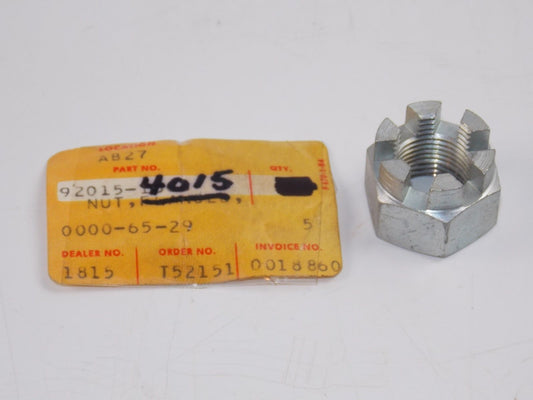 LOCATION
AB27
PART NO. QTY.
92015-4015
NUT,
0000-65-29 5
DEALER NO. ORDER NO. INVOICE NO.
1815 T52151 0018860